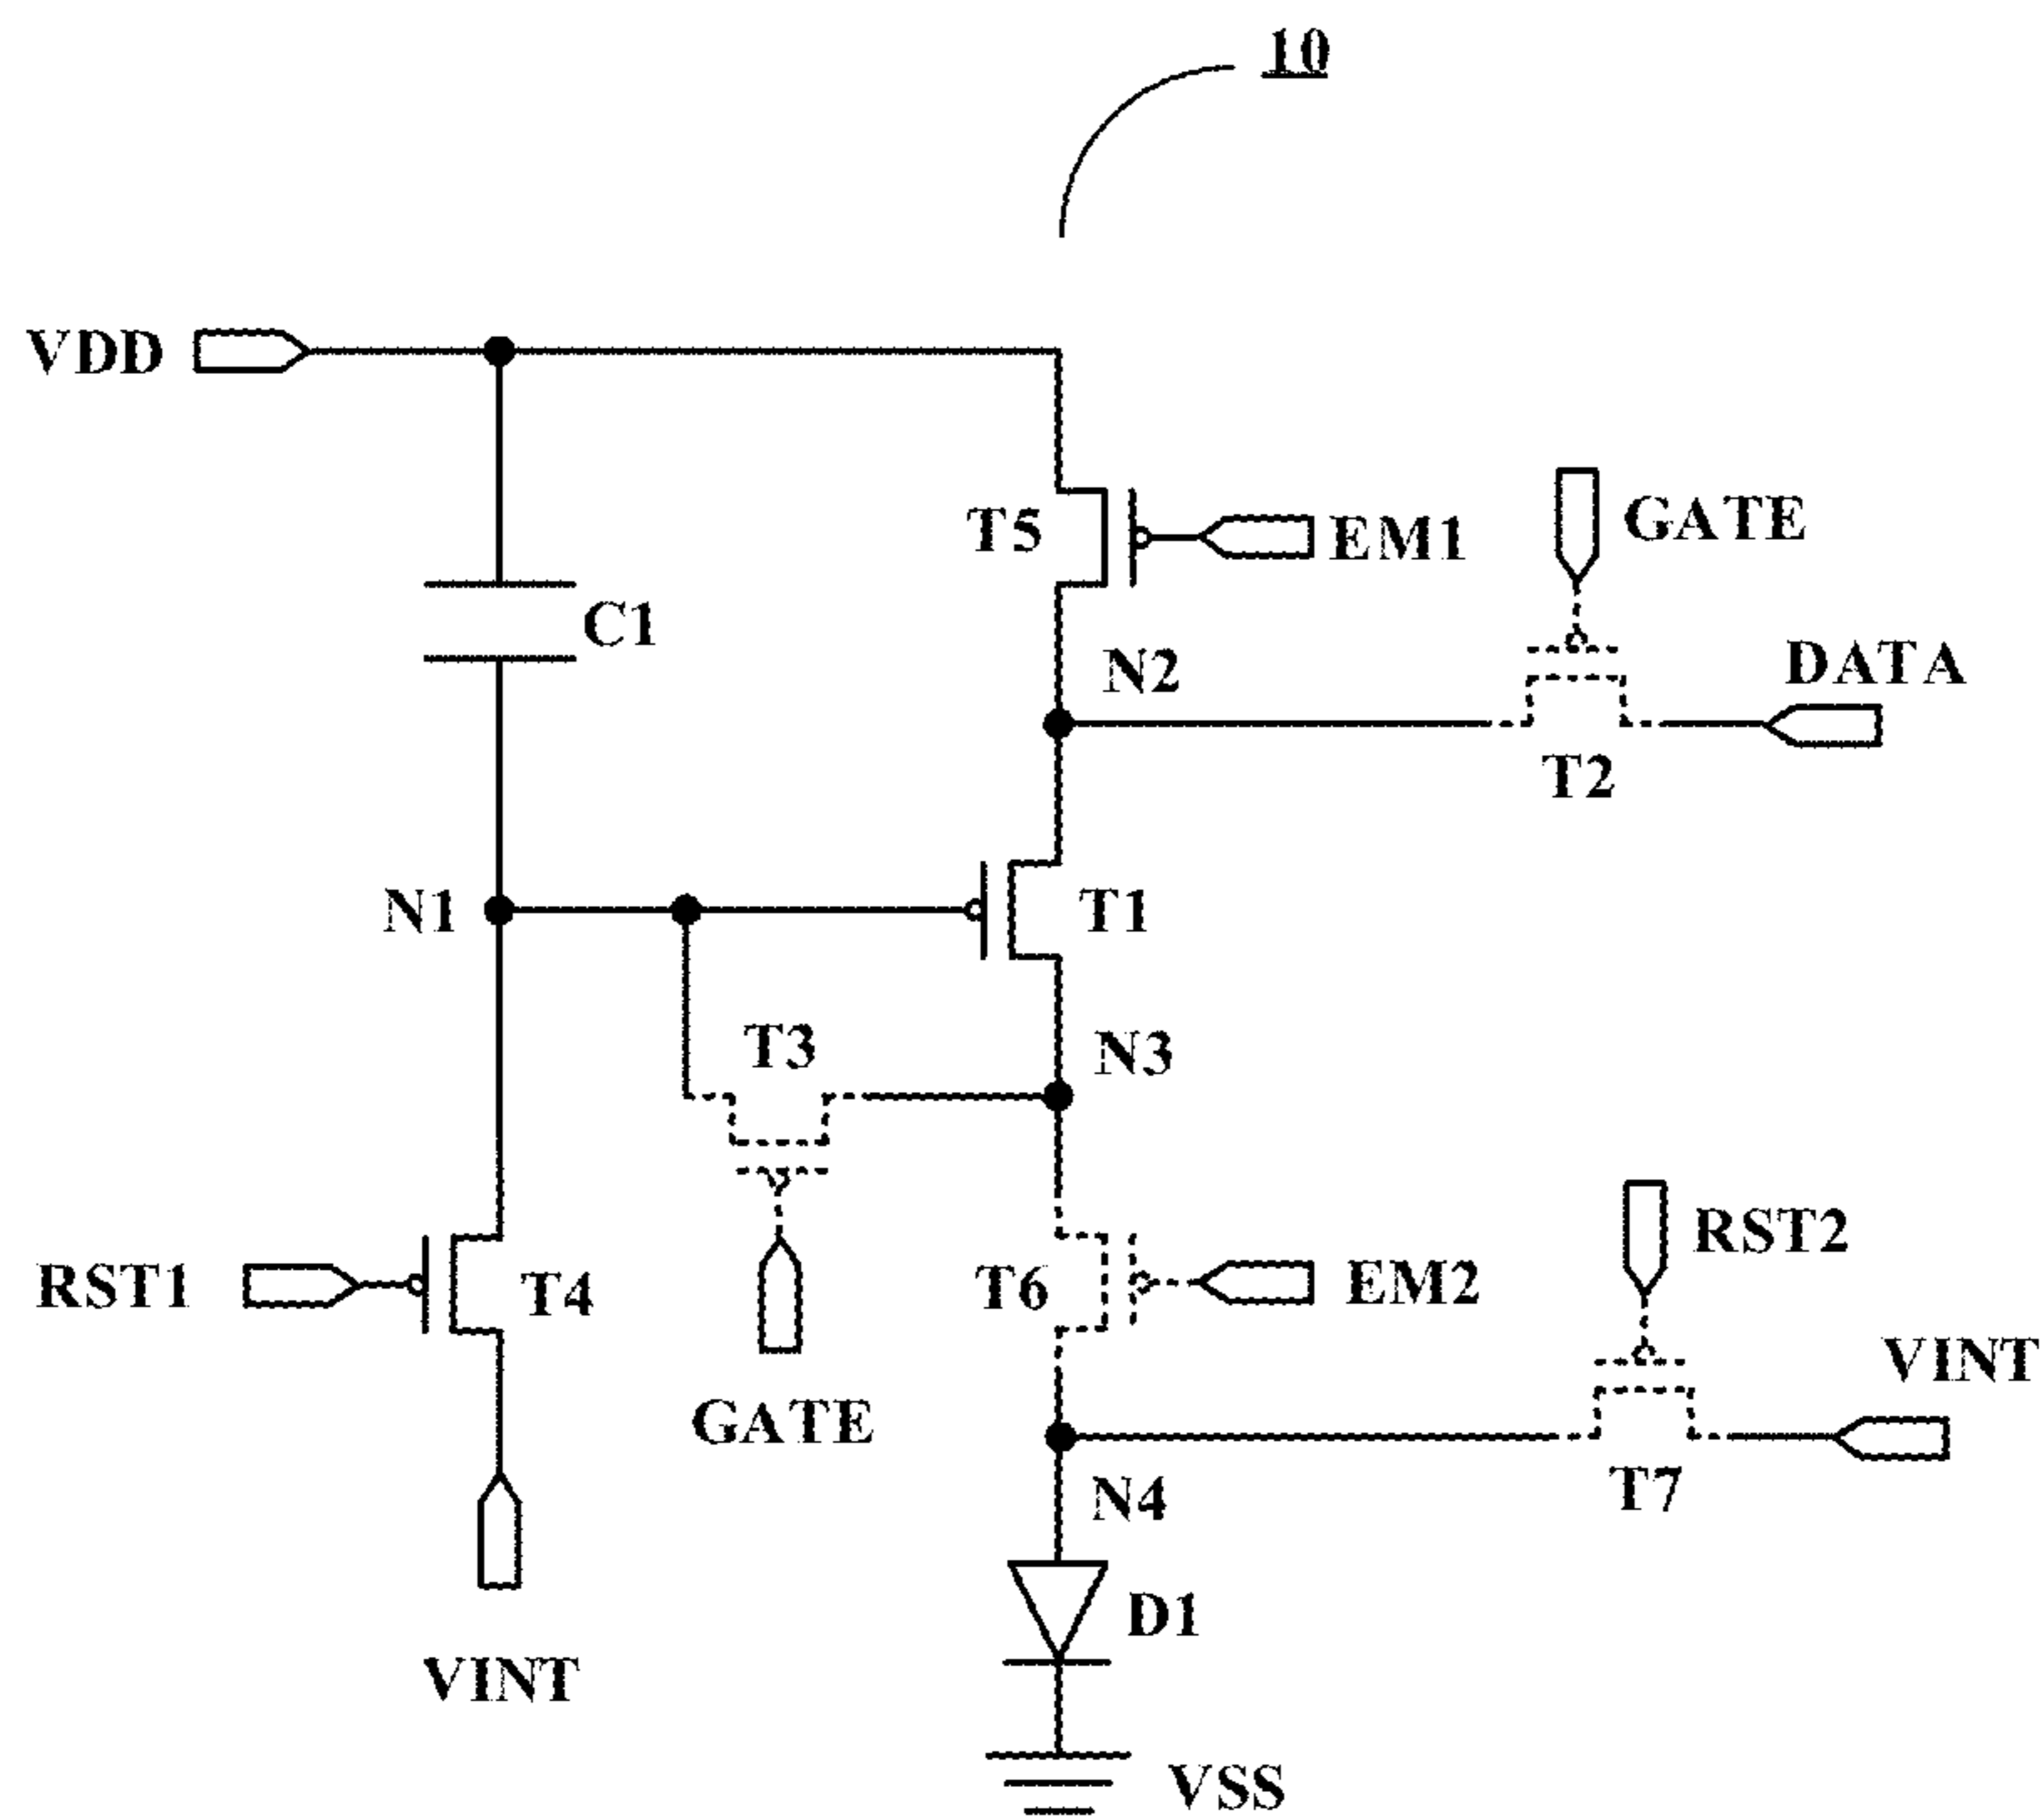 10
VDD
T5
EM1
GATE
C1
N2
DATA
T2
N1
T1
T3
N3
RST1
T4
T6
EM2
RST2
GATE
VINT
N4
T7
D1
VINT
VSS